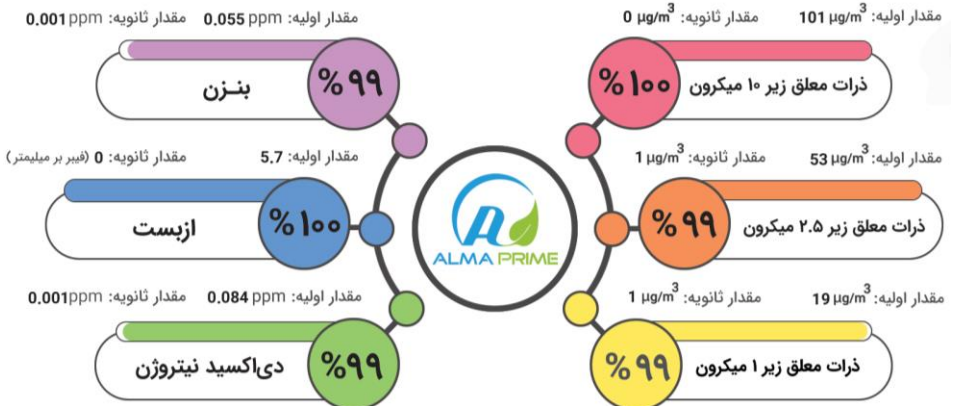 مقدار اولیه: 101 µg/m³ مقدار ثانویه: 0 µg/m³
%۱۰۰
ذرات معلق زیر ۱۰ میکرون
مقدار اولیه: 53 µg/m³ مقدار ثانویه: 1 µg/m³
%۹۹
ذرات معلق زیر ۲.۵ میکرون
مقدار اولیه: 19 µg/m³ مقدار ثانویه: 1 µg/m³
%۹۹
ذرات معلق زیر ۱ میکرون
ALMA PRIME
مقدار اولیه: 0.055 ppm مقدار ثانویه: 0.001 ppm
%۹۹
بنـزن
مقدار اولیه: 5.7 مقدار ثانویه: 0 (فیبر بر میلیمتر)
%۱۰۰
ازبست
مقدار اولیه: 0.084 ppm مقدار ثانویه: 0.001ppm
%۹۹
دی‌اکسید نیتروژن